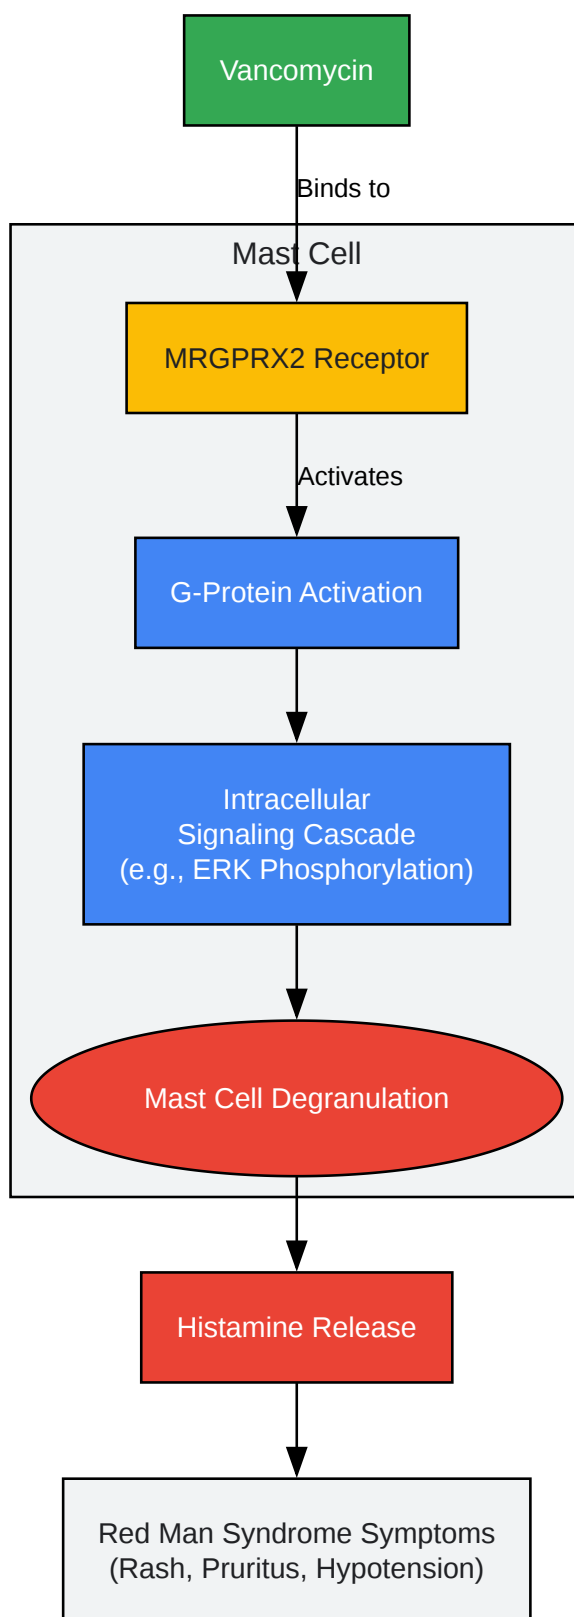 Vancomycin
Binds to
Mast Cell
MRGPRX2 Receptor
Activates
G-Protein Activation
Intracellular
Signaling Cascade
(e.g., ERK Phosphorylation)
Mast Cell Degranulation
Histamine Release
Red Man Syndrome Symptoms
(Rash, Pruritus, Hypotension)